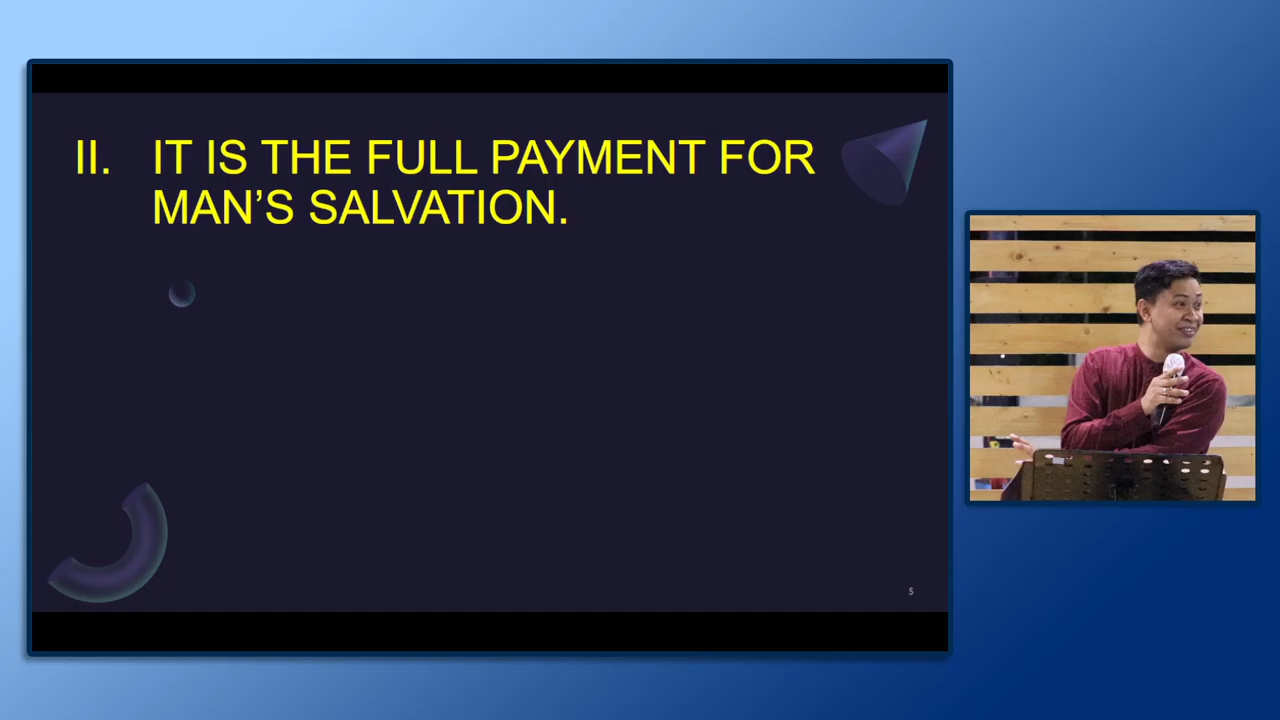 II. IT IS THE FULL PAYMENT FOR
MAN’S SALVATION.
5